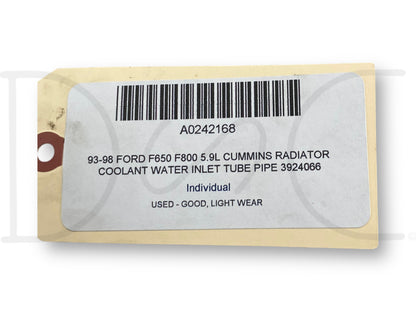 A0242168
93-98 FORD F650 F800 5.9L CUMMINS RADIATOR
COOLANT WATER INLET TUBE PIPE 3924066
Individual
USED - GOOD, LIGHT WEAR